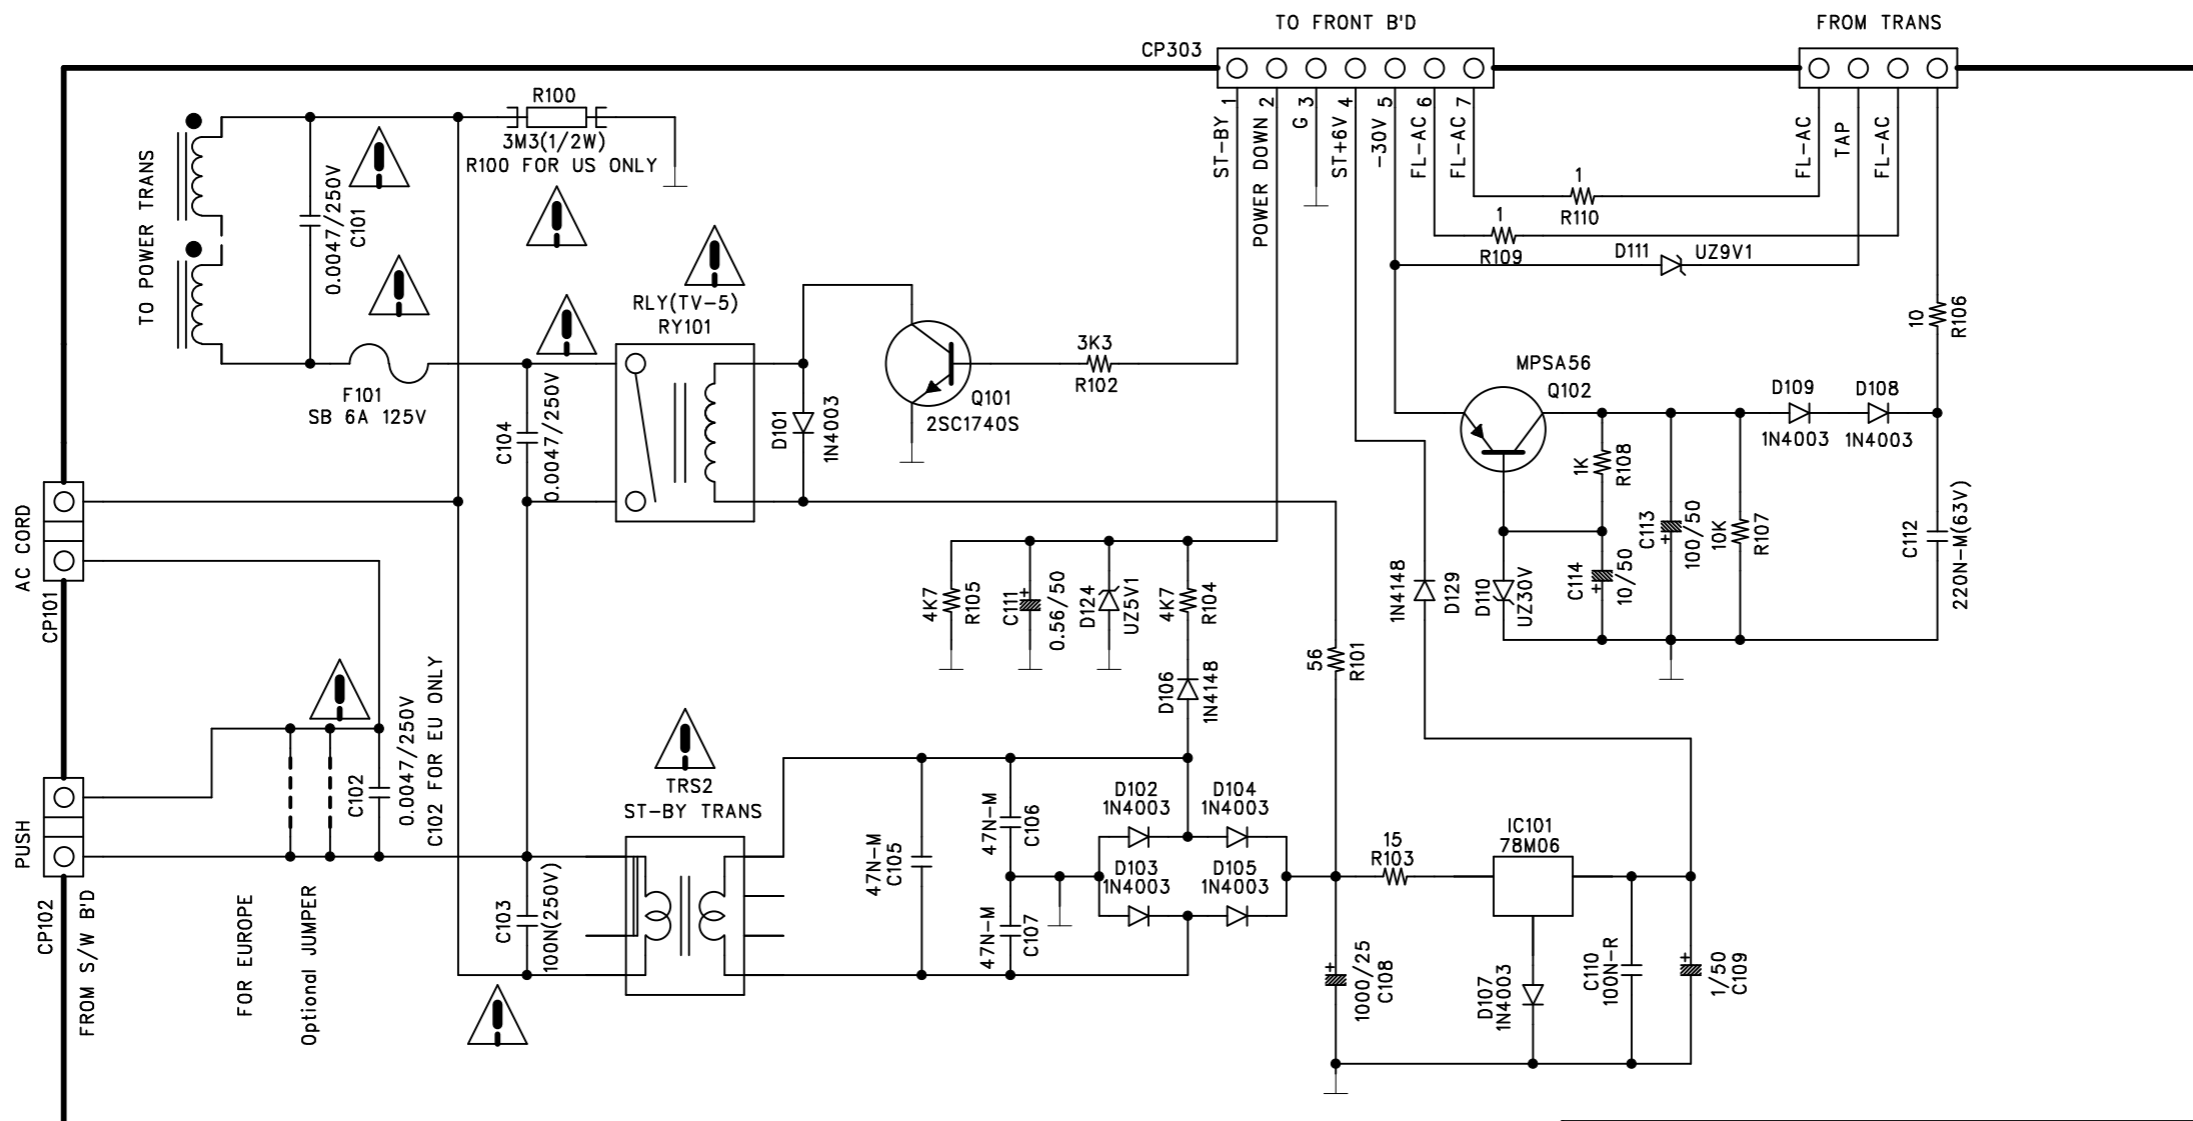 TO FRONT B'D
FROM TRANS
CP303
ST-BY 1
POWER DOWN 2
G 3
ST+6V 4
-30V 5
FL-AC 6
FL-AC 7
FL-AC
TAP
FL-AC
R100
3M3(1/2W)
R100 FOR US ONLY
TO POWER TRANS
0.0047/250V
C101
1
R110
1
R109
D111
UZ9V1
RLY(TV-5)
RY101
10
R106
F101
SB 6A 125V
C104
0.0047/250V
D101
1N4003
Q101
2SC1740S
3K3
R102
MPSA56
Q102
D109
1N4003
D108
1N4003
1K
R108
C113
100/50
+
10K
R107
C112
220N-M(63V)
AC CORD
CP101
4K7
R105
C111
+
0.56/50
D124
UZ5V1
4K7
R104
1N4148
D129
D110
UZ30V
C114
+
10/50
56
R101
D106
1N4148
C102
0.0047/250V
C102 FOR EU ONLY
TRS2
ST-BY TRANS
PUSH
CP102
FROM S/W B'D
FOR EUROPE
Optional JUMPER
C103
100N(250V)
47N-M
C105
47N-M
C106
47N-M
C107
D102
1N4003
D104
1N4003
D103
1N4003
D105
1N4003
15
R103
IC101
78M06
+
1000/25
C108
D107
1N4003
C110
100N-R
+
1/50
C109